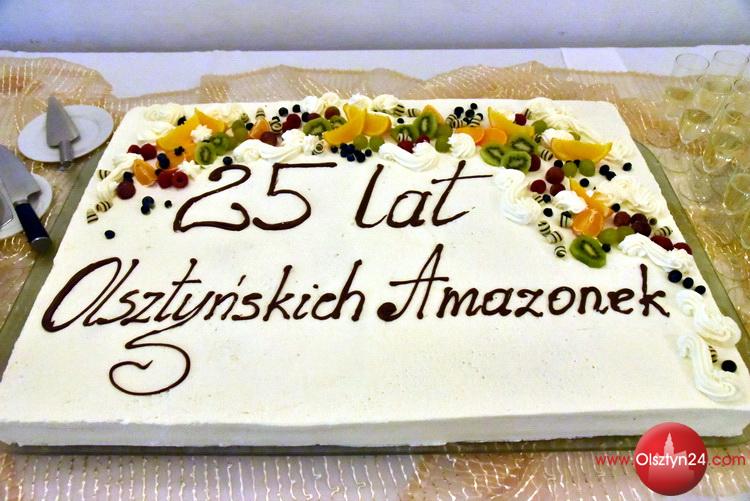 25 lat
Olsztyńskich Amazonek
www.Olsztyn24.com